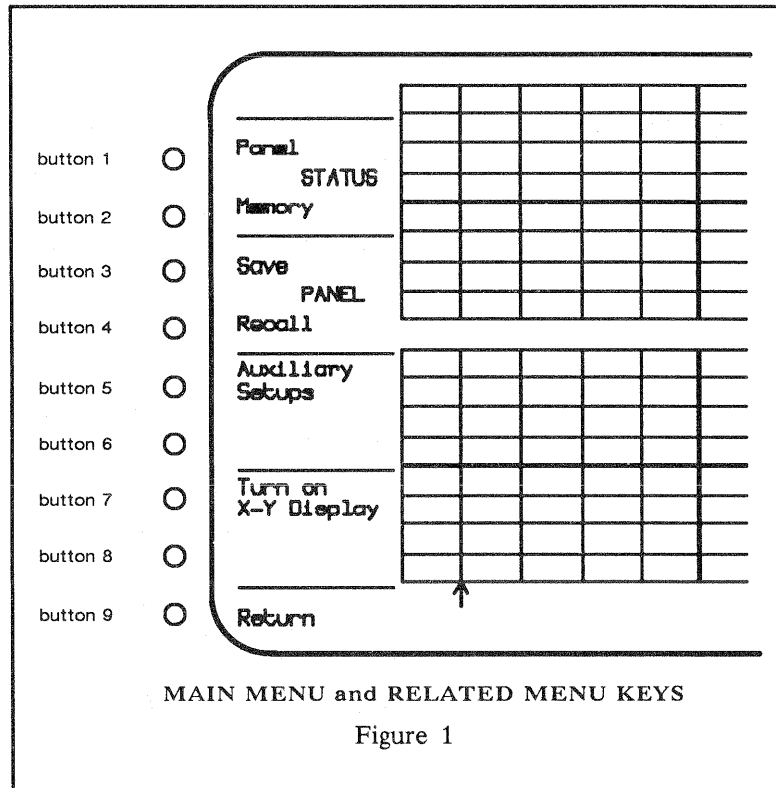 button 1
Panel
STATUS
button 2
Memory
button 3
Save
PANEL
button 4
Recall
Auxiliary
button 5
Setups
button 6
button 7
Turn on
X-Y Display
button 8
button 9
Return
MAIN MENU and RELATED MENU KEYS
Figure 1